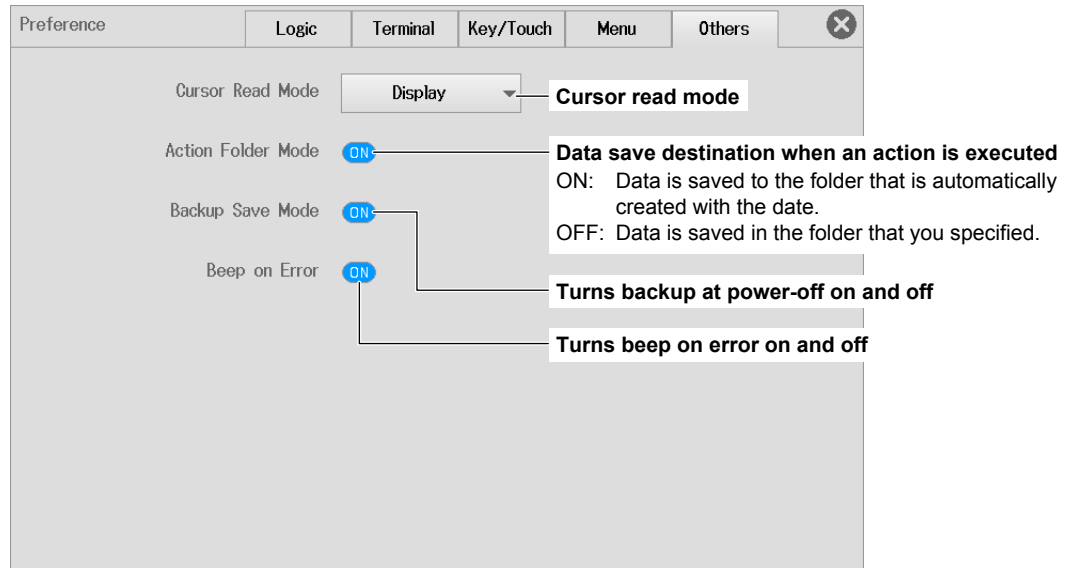 Preference Logic Terminal Key/Touch Menu Others
Cursor Read Mode Display Cursor read mode
Action Folder Mode ON Data save destination when an action is executed
ON: Data is saved to the folder that is automatically
created with the date.
Backup Save Mode ON
OFF: Data is saved in the folder that you specified.
Beep on Error ON
Turns backup at power-off on and off
Turns beep on error on and off